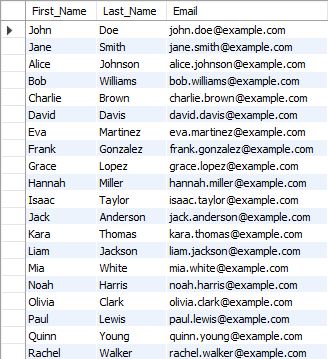 First_Name Last_Name Email
John Doe john.doe@example.com
Jane Smith jane.smith@example.com
Alice Johnson alice.johnson@example.com
Bob Williams bob.williams@example.com
Charlie Brown charlie.brown@example.com
David Davis david.davis@example.com
Eva Martinez eva.martinez@example.com
Frank Gonzalez frank.gonzalez@example.com
Grace Lopez grace.lopez@example.com
Hannah Miller hannah.miller@example.com
Isaac Taylor isaac.taylor@example.com
Jack Anderson jack.anderson@example.com
Kara Thomas kara.thomas@example.com
Liam Jackson liam.jackson@example.com
Mia White mia.white@example.com
Noah Harris noah.harris@example.com
Olivia Clark olivia.clark@example.com
Paul Lewis paul.lewis@example.com
Quinn Young quinn.young@example.com
Rachel Walker rachel.walker@example.com